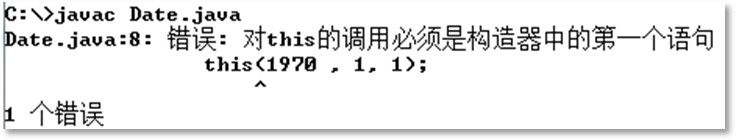 C:\>javac Date.java
Date.java:8: 错误: 对this的调用必须是构造器中的第一个语句
this(1970 , 1, 1);
^
1 个错误